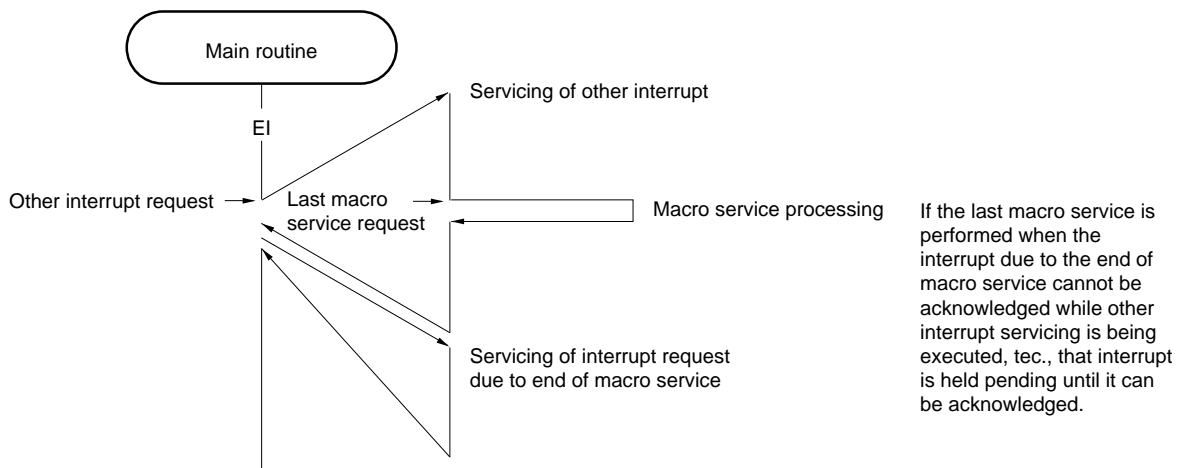 Main routine
Servicing of other interrupt
EI
Other interrupt request
Last macro
service request
Macro service processing
If the last macro service is
performed when the
interrupt due to the end of
macro service cannot be
acknowledged while other
interrupt servicing is being
executed, tec., that interrupt
is held pending until it can
be acknowledged.
Servicing of interrupt request
due to end of macro service